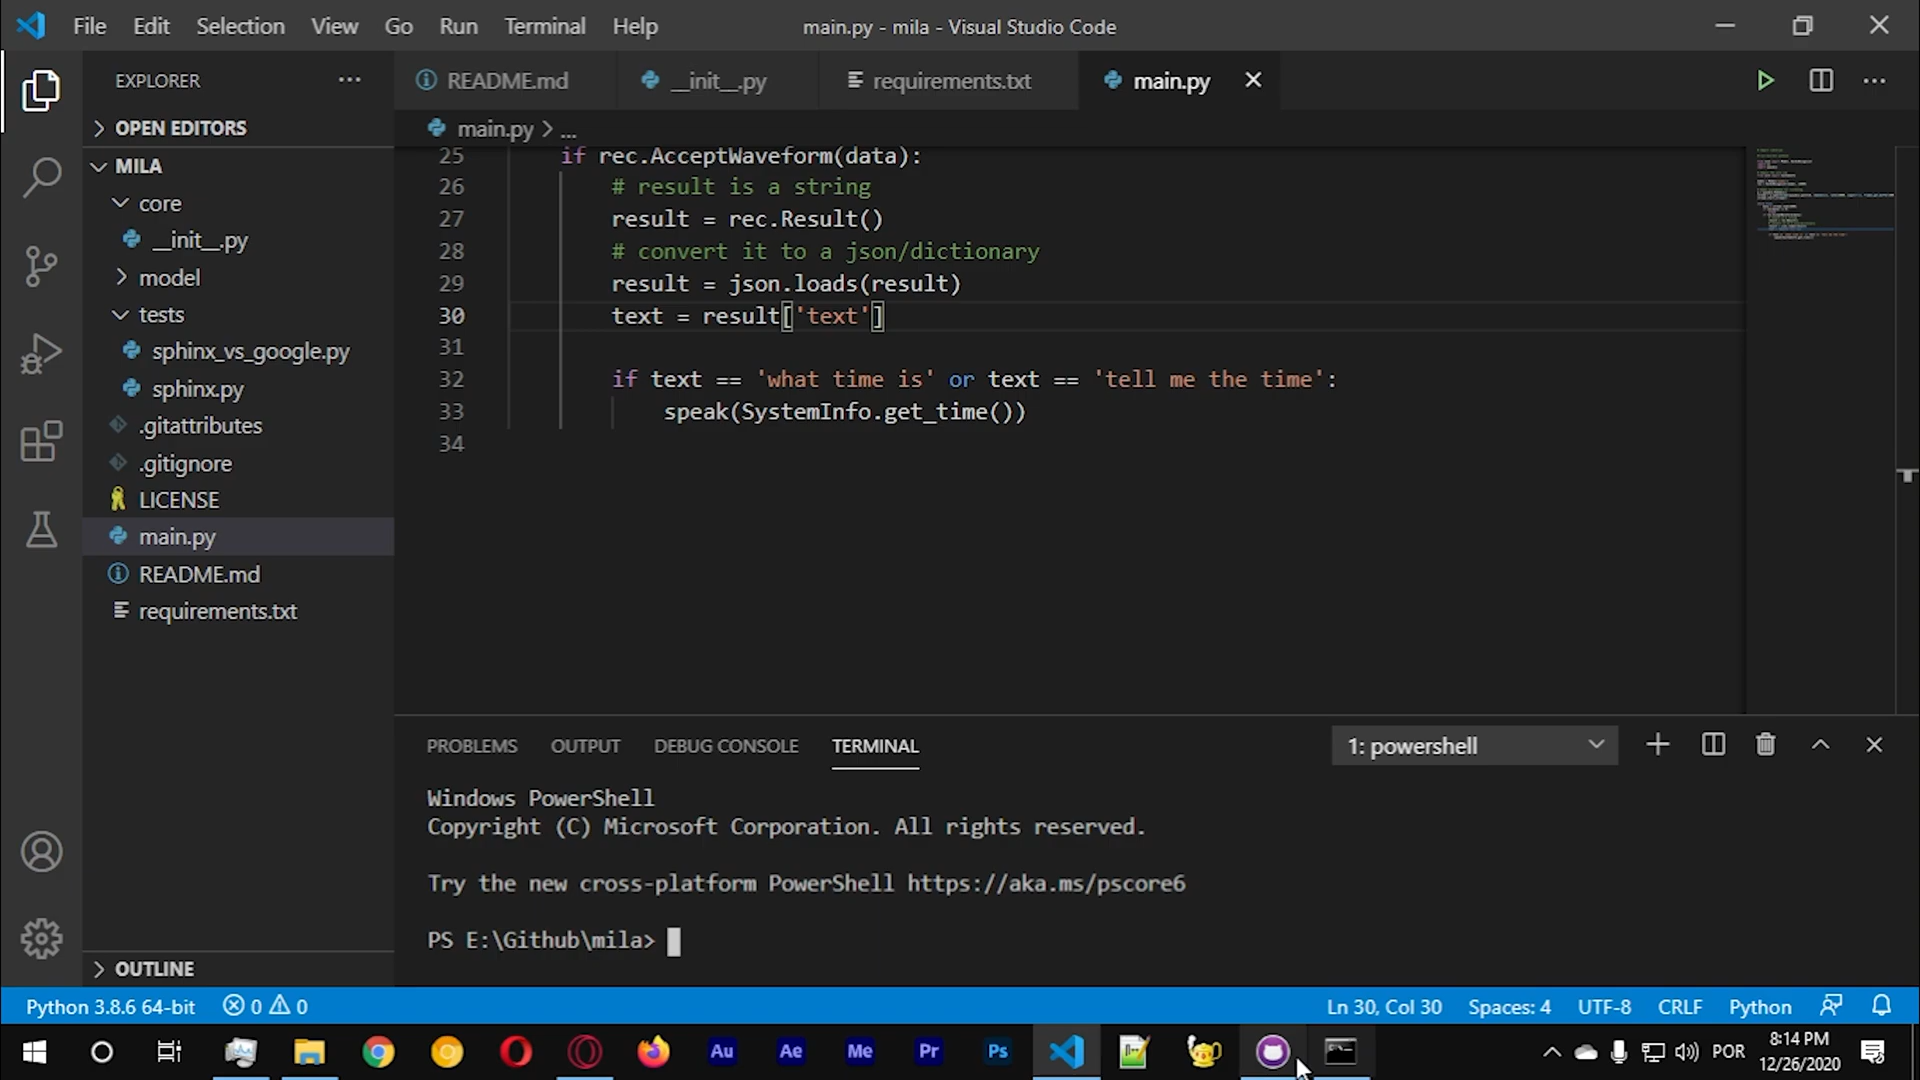 File Edit Selection View Go Run Terminal Help main.py - mila - Visual Studio Code
EXPLORER
OPEN EDITORS
MILA
core
__init__.py
model
tests
sphinx_vs_google.py
sphinx.py
.gitattributes
.gitignore
LICENSE
main.py
README.md
requirements.txt
OUTLINE
README.md __init__.py requirements.txt main.py
main.py > ...
25 if rec.AcceptWaveform(data):
26 # result is a string
27 result = rec.Result()
28 # convert it to a json/dictionary
29 result = json.loads(result)
30 text = result['text']
31
32 if text == 'what time is' or text == 'tell me the time':
33 speak(SystemInfo.get_time())
34
PROBLEMS OUTPUT DEBUG CONSOLE TERMINAL 1: powershell
Windows PowerShell
Copyright (C) Microsoft Corporation. All rights reserved.
Try the new cross-platform PowerShell https://aka.ms/pscore6
PS E:\Github\mila>
Python 3.8.6 64-bit 0 0 Ln 30, Col 30 Spaces: 4 UTF-8 CRLF Python
Au Ae Me Pr Ps POR 8:14 PM
12/26/2020